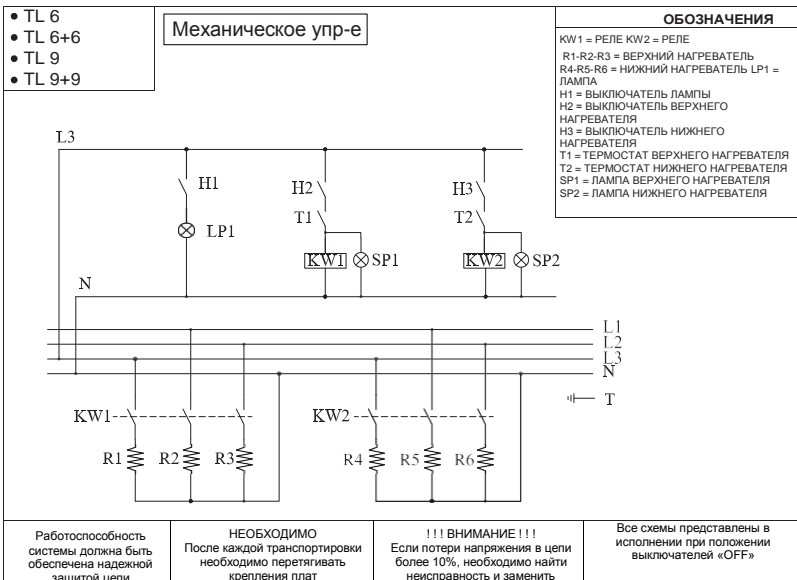 • TL 6
• TL 6+6
• TL 9
• TL 9+9
Механическое упр-е
ОБОЗНАЧЕНИЯ
KW1 = РЕЛЕ KW2 = РЕЛЕ
R1-R2-R3 = ВЕРХНИЙ НАГРЕВАТЕЛЬ
R4-R5-R6 = НИЖНИЙ НАГРЕВАТЕЛЬ LP1 =
ЛАМПА
H1 = ВЫКЛЮЧАТЕЛЬ ЛАМПЫ
H2 = ВЫКЛЮЧАТЕЛЬ ВЕРХНЕГО
НАГРЕВАТЕЛЯ
H3 = ВЫКЛЮЧАТЕЛЬ НИЖНЕГО
НАГРЕВАТЕЛЯ
T1 = ТЕРМОСТАТ ВЕРХНЕГО НАГРЕВАТЕЛЯ
T2 = ТЕРМОСТАТ НИЖНЕГО НАГРЕВАТЕЛЯ
SP1 = ЛАМПА ВЕРХНЕГО НАГРЕВАТЕЛЯ
SP2 = ЛАМПА НИЖНЕГО НАГРЕВАТЕЛЯ
L3
H1 H2 H3
LP1 T1 T2
KW1 SP1 KW2 SP2
N
L1
L2
L3
N
T
KW1 KW2
R1 R2 R3 R4 R5 R6
Работоспособность
системы должна быть
обеспечена надежной
защитой цепи
НЕОБХОДИМО
После каждой транспортировки
необходимо перетягивать
крепления плат
! ! ! ВНИМАНИЕ ! ! !
Если потери напряжения в цепи
более 10%, необходимо найти
неисправность и заменить
Все схемы представлены в
исполнении при положении
выключателей «OFF»